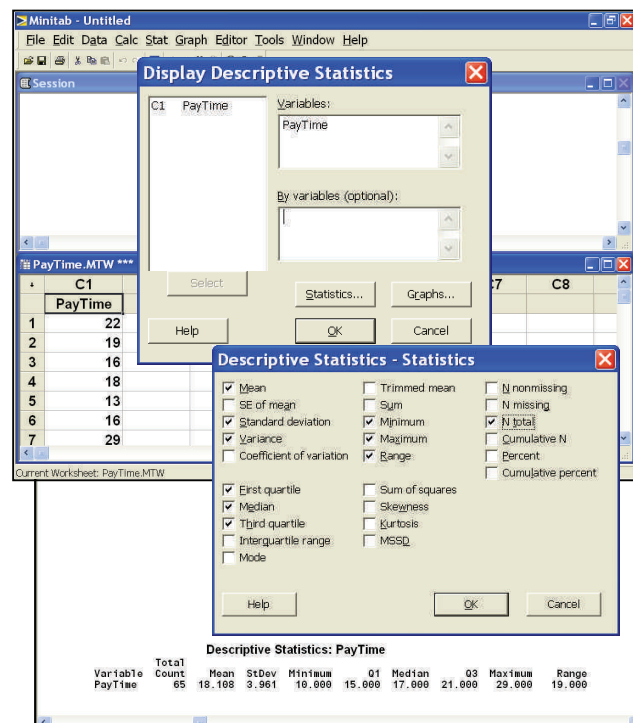 Minitab - Untitled
File Edit Data Calc Stat Graph Editor Tools Window Help
Session
Display Descriptive Statistics
C1 PayTime
Variables:
PayTime
By variables (optional):
Select
Statistics...
Graphs...
Help
OK
Cancel
PayTime.MTW ***
C1 C7 C8
PayTime
1 22
2 19
3 16
4 18
5 13
6 16
7 29
Current Worksheet: PayTime.MTW
Descriptive Statistics - Statistics
Mean Trimmed mean N nonmissing
SE of mean Sum N missing
Standard deviation Minimum N total
Variance Maximum Cumulative N
Coefficient of variation Range Percent
Cumulative percent
First quartile Sum of squares
Median Skewness
Third quartile Kurtosis
Interquartile range MSSD
Mode
Help OK Cancel
Descriptive Statistics: PayTime
Total
Variable Count Mean StDev Minimum Q1 Median Q3 Maximum Range
PayTime 65 18.108 3.961 10.000 15.000 17.000 21.000 29.000 19.000